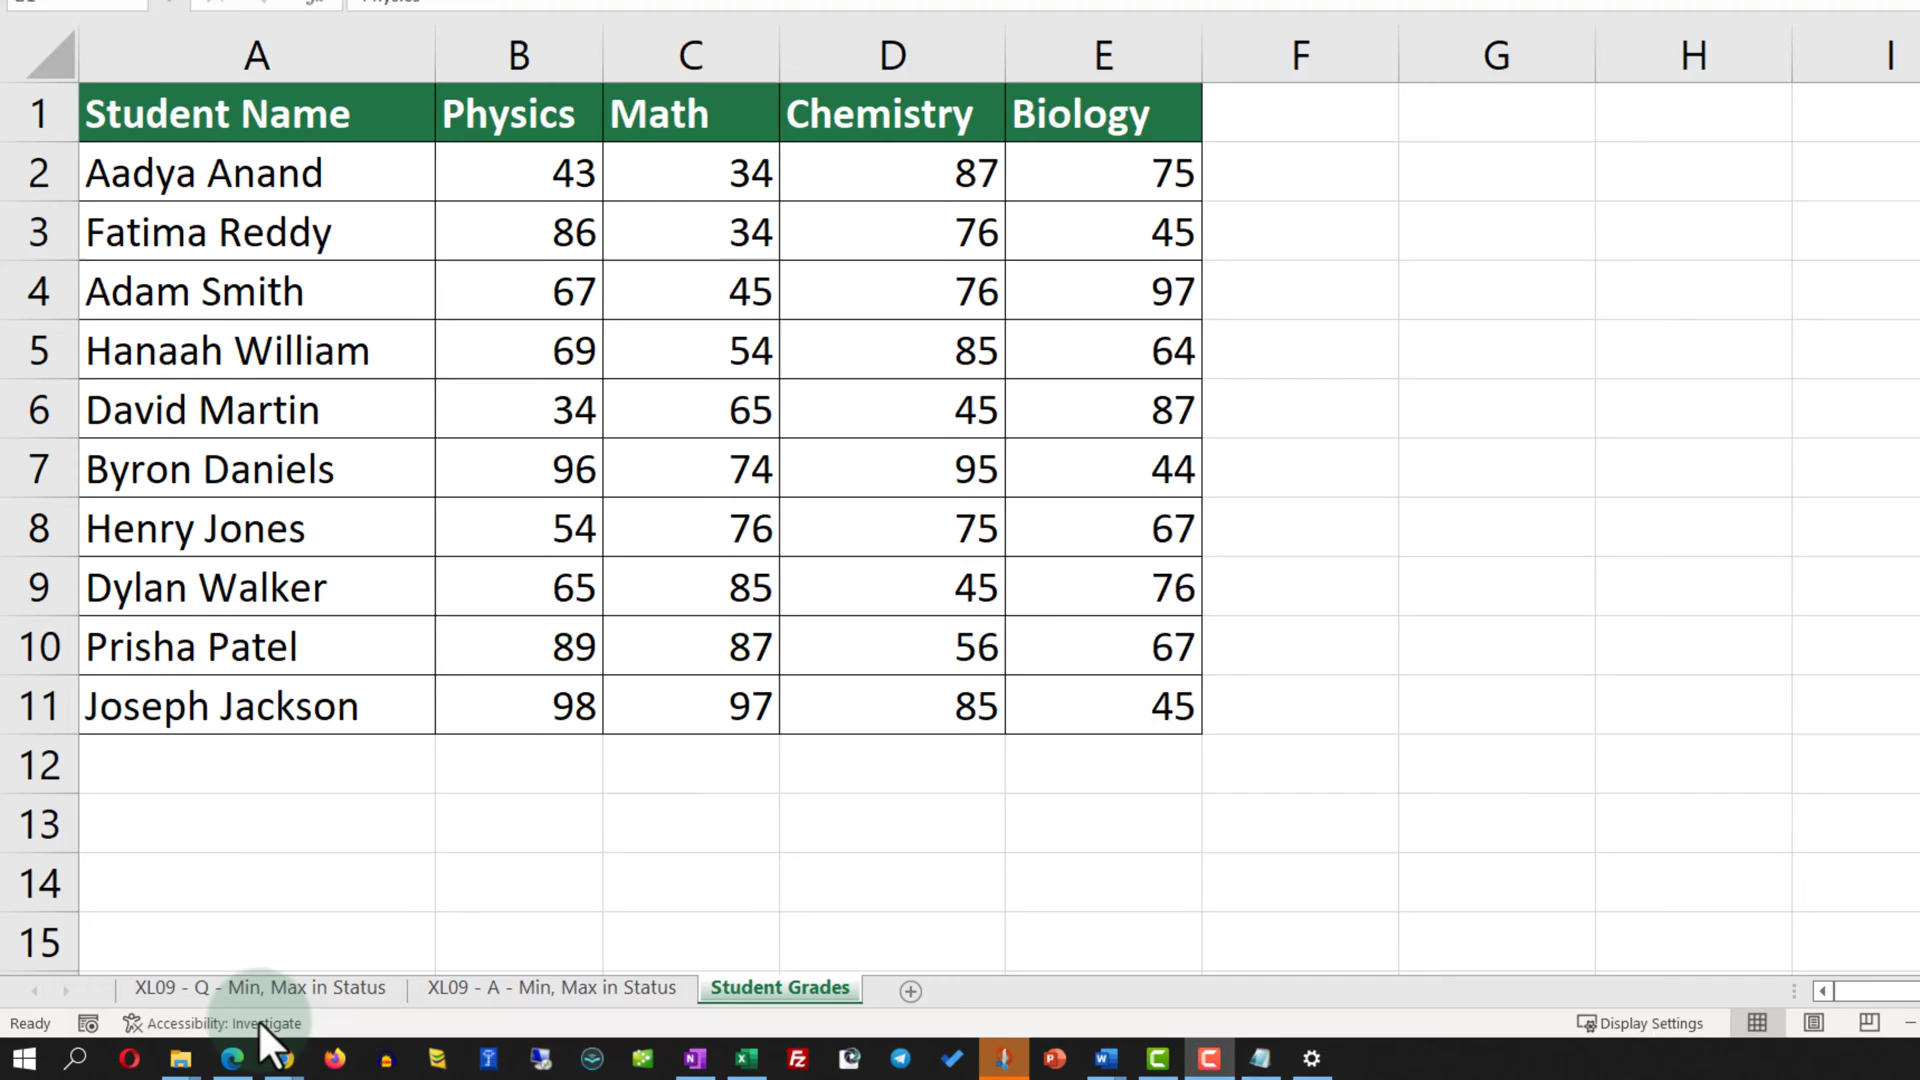 A B C D E F G H I
1 Student Name Physics Math Chemistry Biology
2 Aadya Anand 43 34 87 75
3 Fatima Reddy 86 34 76 45
4 Adam Smith 67 45 76 97
5 Hanaah William 69 54 85 64
6 David Martin 34 65 45 87
7 Byron Daniels 96 74 95 44
8 Henry Jones 54 76 75 67
9 Dylan Walker 65 85 45 76
10 Prisha Patel 89 87 56 67
11 Joseph Jackson 98 97 85 45
12
13
14
15
XL09 - Q - Min, Max in Status XL09 - A - Min, Max in Status Student Grades
Ready Accessibility: Investigate Display Settings